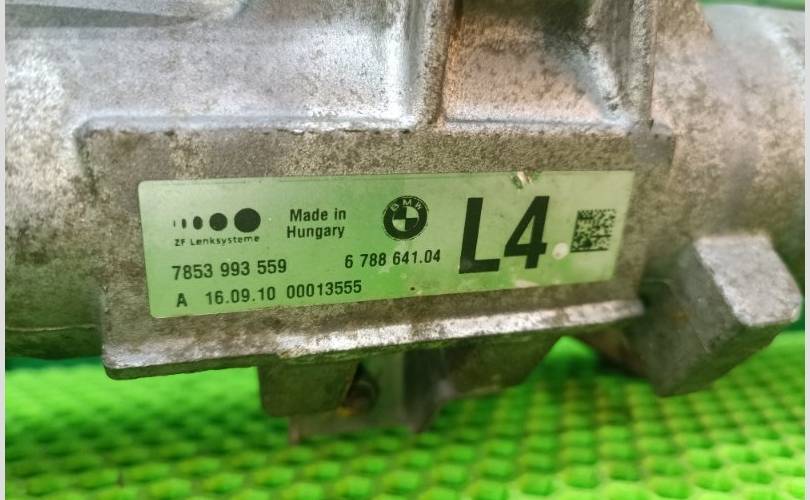 ZF Lenksysteme
Made in
Hungary
BMW
L4
7853 993 559
6 788 641.04
A 16.09.10 00013555